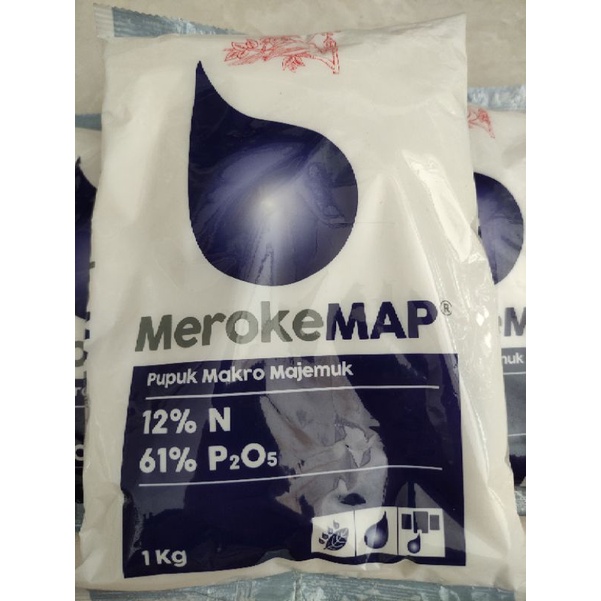 MerokeMAP®
Pupuk Makro Majemuk
12% N
61% P₂O₅
1 Kg